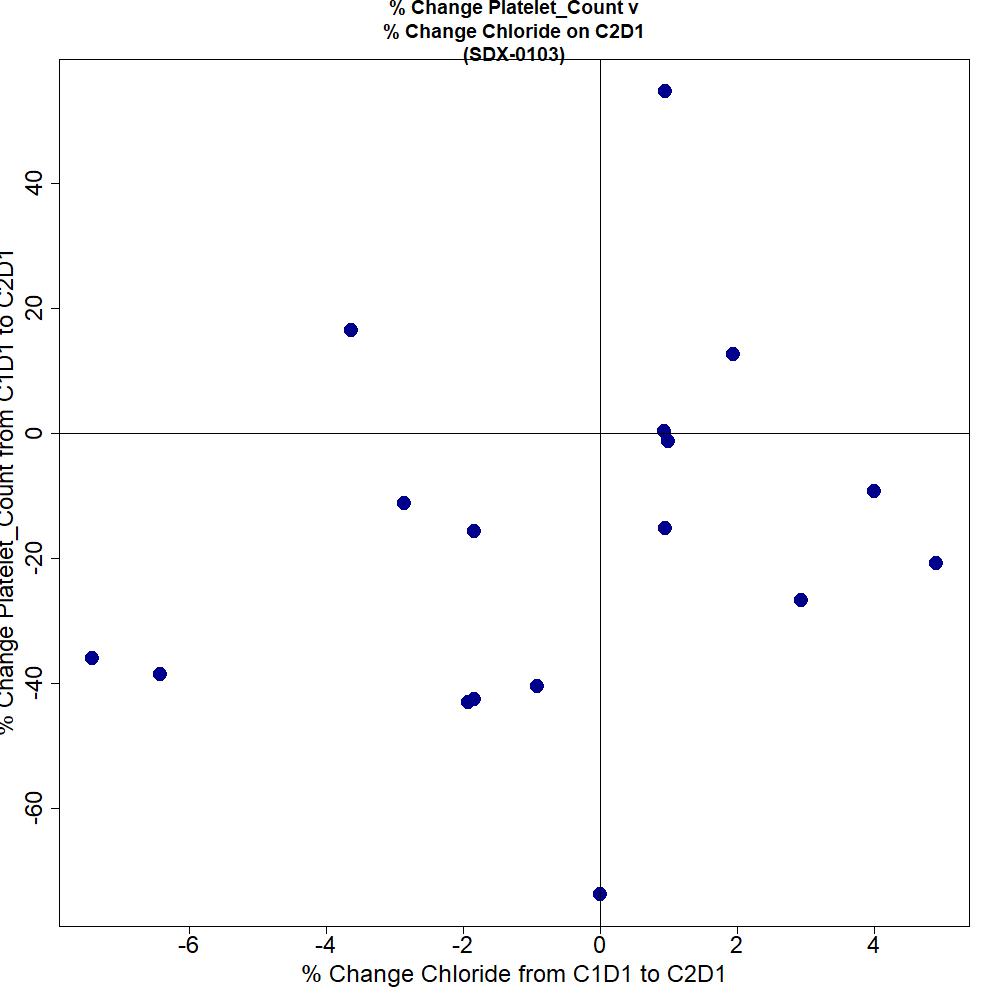 % Change Platelet_Count v
% Change Chloride on C2D1
(SDX-0103)
% Change Platelet_Count from C1D1 to C2D1
40
20
0
-20
-40
-60
-6
-4
-2
0
2
4
% Change Chloride from C1D1 to C2D1